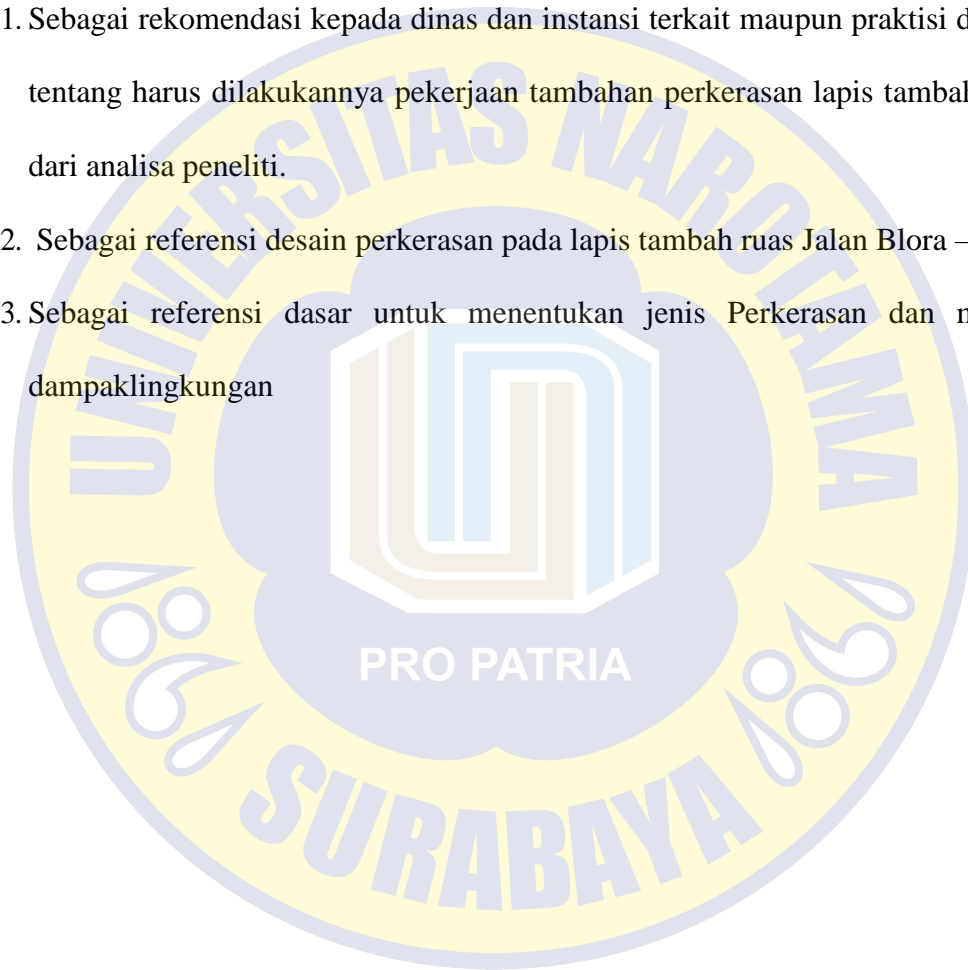 1. Sebagai rekomendasi kepada dinas dan instansi terkait maupun praktisi
tentang harus dilakukannya pekerjaan tambahan perkerasan lapis
dari analisa peneliti.
2. Sebagai referensi desain perkerasan pada lapis tambah ruas Jalan Blora –
3. Sebagai referensi dasar untuk menentukan jenis Perkerasan dan
dampaklingkungan
UNIVERSITAS NAROTAMA
PRO PATRIA
SURABAYA